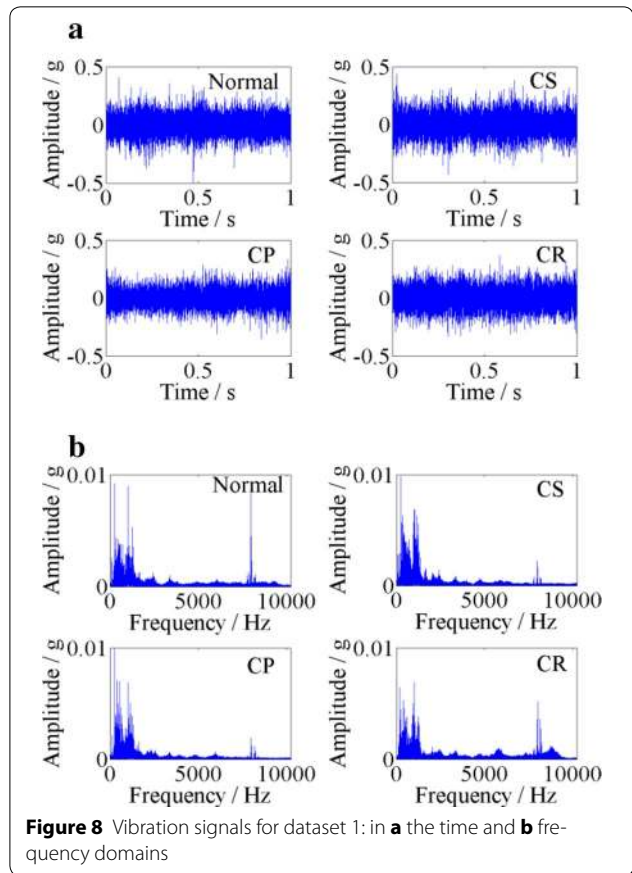 a
Amplitude / g
0.5
0
-0.5
Normal
0
0.5
1
Time / s
Amplitude / g
0.5
0
-0.5
CS
0
0.5
1
Time / s
Amplitude / g
0.5
0
-0.5
CP
0
0.5
1
Time / s
Amplitude / g
0.5
0
-0.5
CR
0
0.5
1
Time / s
b
Amplitude / g
0.01
0
Normal
0
5000
10000
Frequency / Hz
Amplitude / g
0.01
0
CS
0
5000
10000
Frequency / Hz
Amplitude / g
0.01
0
CP
0
5000
10000
Frequency / Hz
Amplitude / g
0.01
0
CR
0
5000
10000
Frequency / Hz
Figure 8 Vibration signals for dataset 1: in a the time and b fre-
quency domains